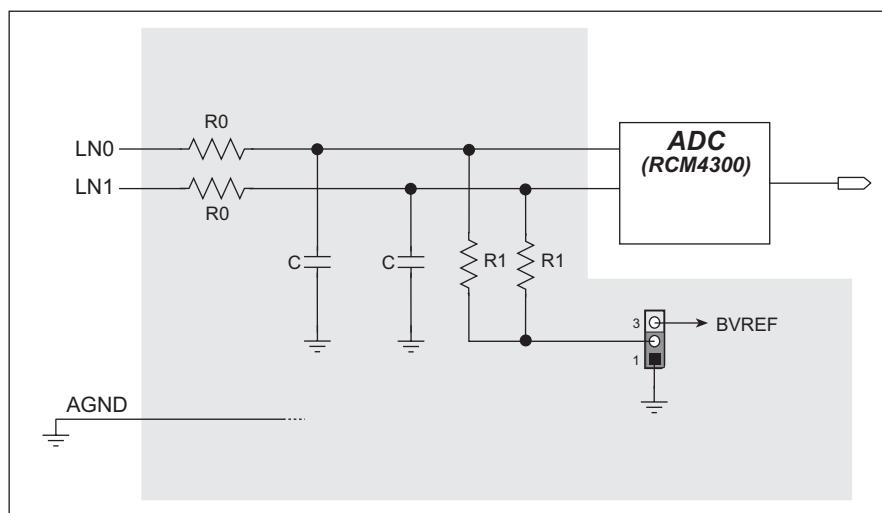 R0
LN0
LN1
R0
ADC
(RCM4300)
C
C
R1
R1
3
BVREF
1
AGND